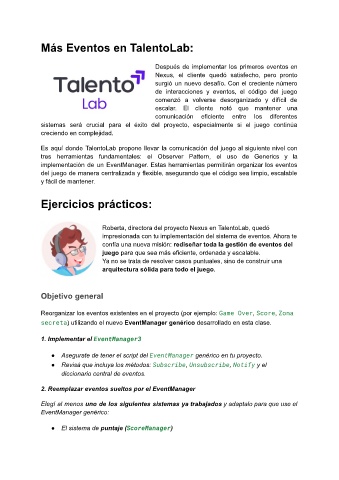 Más Eventos en TalentoLab:
Talento
Lab
Después de implementar los primeros eventos en
Nexus, el cliente quedó satisfecho, pero pronto
surgió un nuevo desafío. Con el creciente número
de interacciones y eventos, el código del juego
comenzó a volverse desorganizado y difícil de
escalar. El cliente notó que mantener una
comunicación eficiente entre los diferentes
sistemas será crucial para el éxito del proyecto, especialmente si el juego continúa
creciendo en complejidad.
Es aquí donde TalentoLab propone llevar la comunicación del juego al siguiente nivel con
tres herramientas fundamentales: el Observer Pattern, el uso de Generics y la
implementación de un EventManager. Estas herramientas permitirán organizar los eventos
del juego de manera centralizada y flexible, asegurando que el código sea limpio, escalable
y fácil de mantener.
Ejercicios prácticos:
Roberta, directora del proyecto Nexus en TalentoLab, quedó
impresionada con tu implementación del sistema de eventos. Ahora te
confía una nueva misión: rediseñar toda la gestión de eventos del
juego para que sea más eficiente, ordenada y escalable.
Ya no se trata de resolver casos puntuales, sino de construir una
arquitectura sólida para todo el juego.
Objetivo general
Reorganizar los eventos existentes en el proyecto (por ejemplo: Game Over, Score, Zona
secreta) utilizando el nuevo EventManager genérico desarrollado en esta clase.
1. Implementar el EventManager3
● Asegurate de tener el script del EventManager genérico en tu proyecto.
● Revisá que incluya los métodos: Subscribe, Unsubscribe, Notify y el
diccionario central de eventos.
2. Reemplazar eventos sueltos por el EventManager
Elegí al menos uno de los siguientes sistemas ya trabajados y adaptalo para que use el
EventManager genérico:
● El sistema de puntaje (ScoreManager)